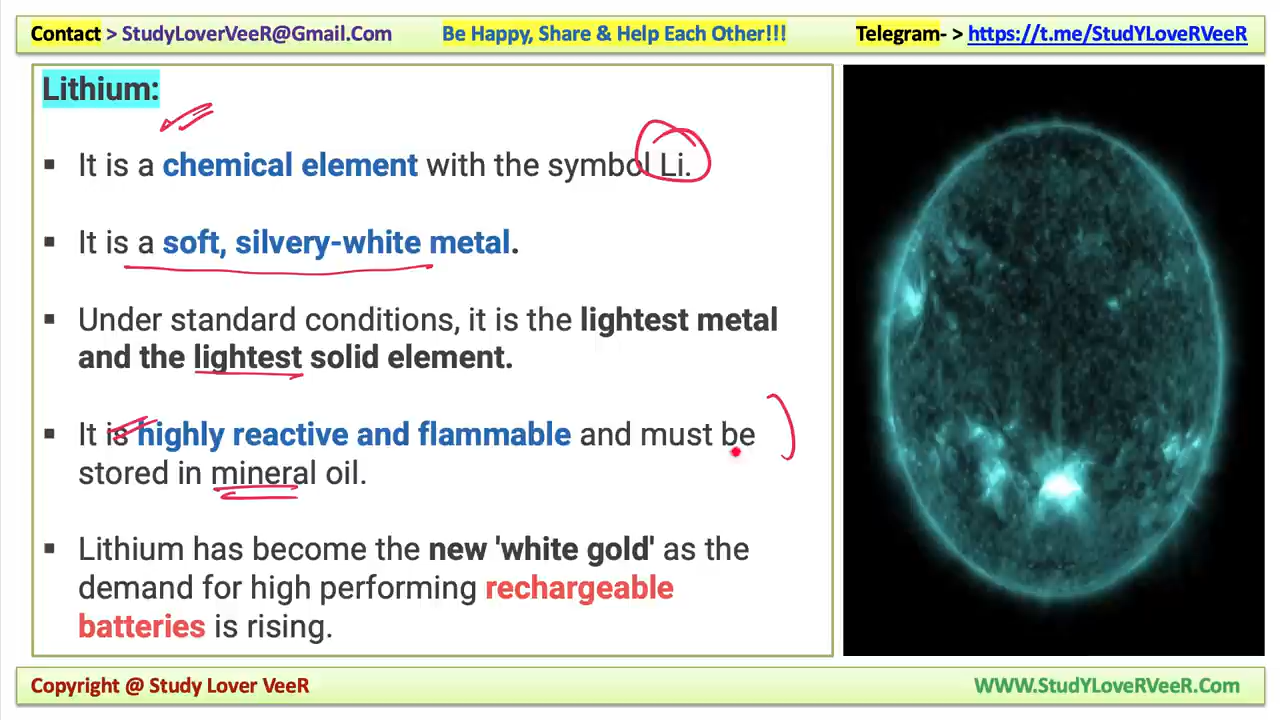 Contact > StudyLoverVeeR@Gmail.Com Be Happy, Share & Help Each Other!!! Telegram- > https://t.me/StudYLoveRVeeR
Lithium:
▪ It is a chemical element with the symbol Li.
▪ It is a soft, silvery-white metal.
▪ Under standard conditions, it is the lightest metal
and the lightest solid element.
▪ It is highly reactive and flammable and must be
stored in mineral oil.
▪ Lithium has become the new 'white gold' as the
demand for high performing rechargeable
batteries is rising.
Copyright @ Study Lover VeeR WWW.StudYLoveRVeeR.Com